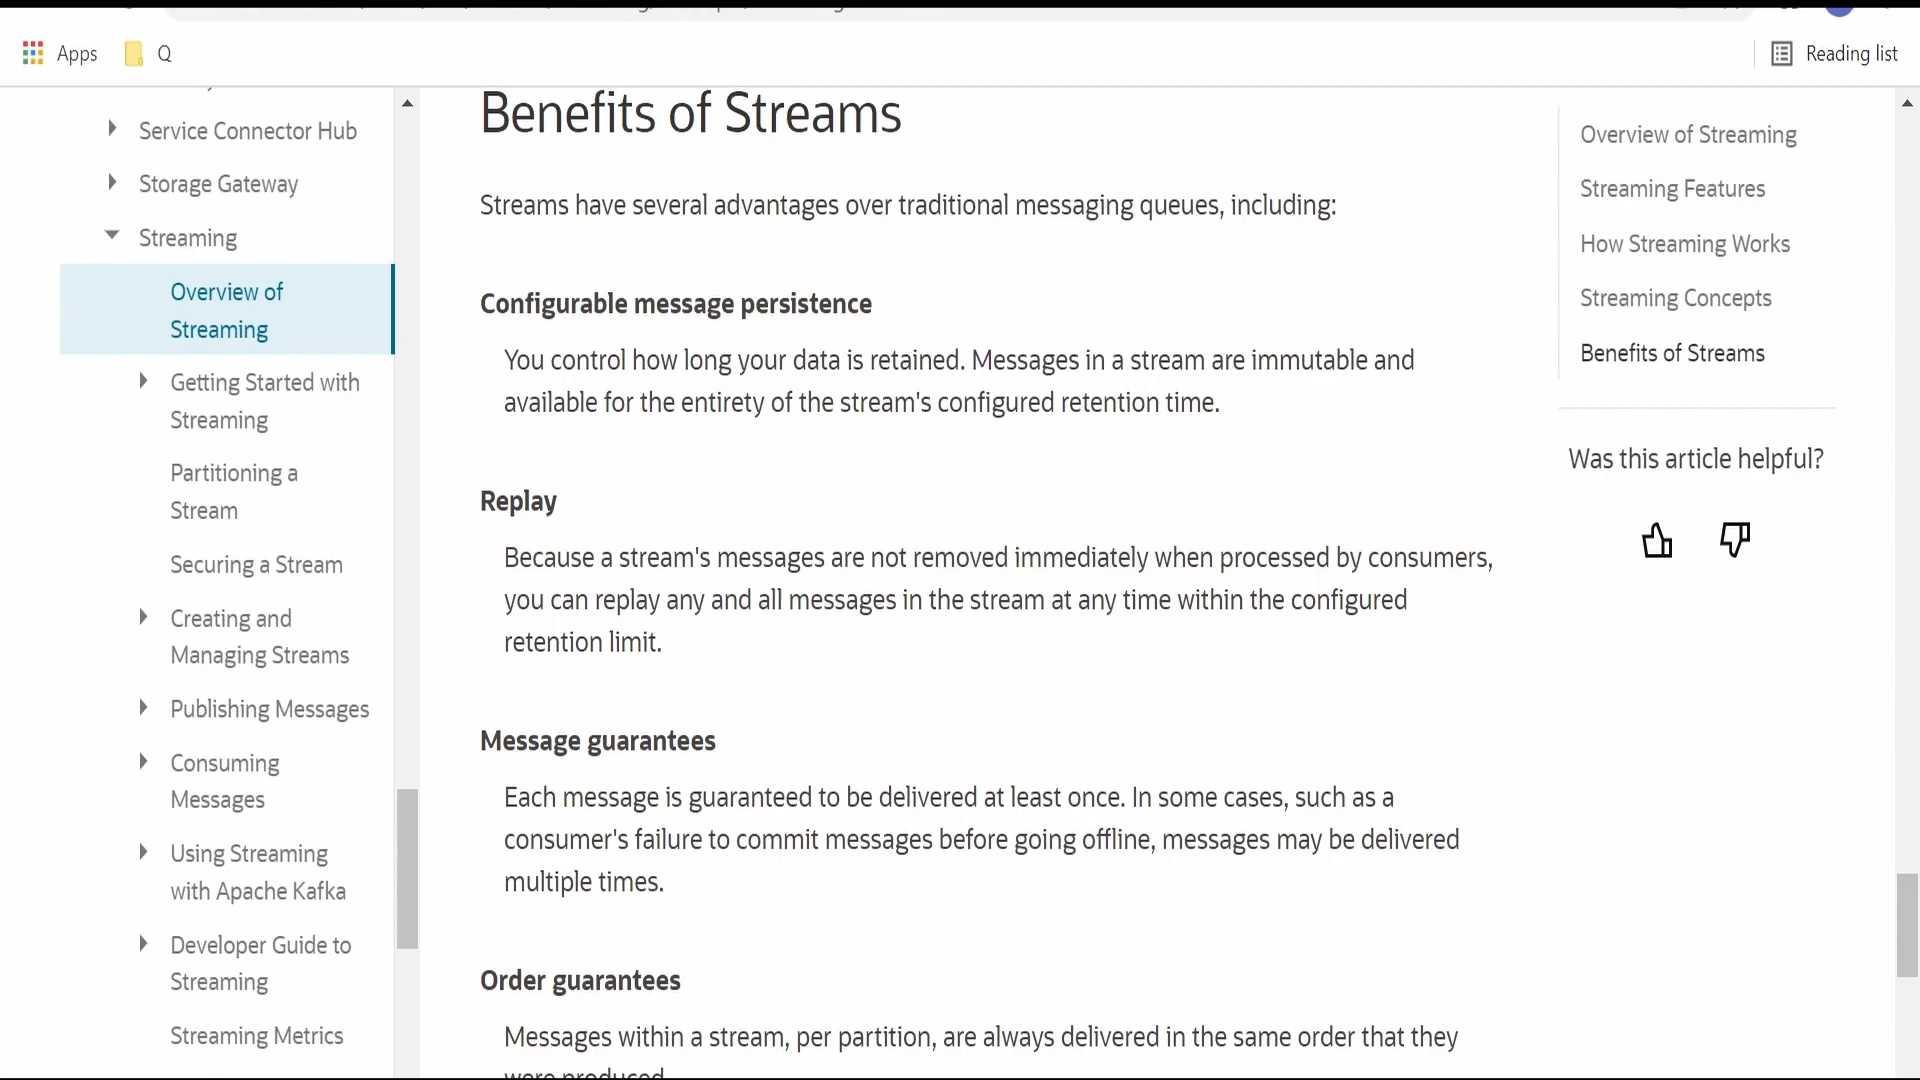 Apps
Q
Reading list
Service Connector Hub
Storage Gateway
Streaming
Overview of
Streaming
Getting Started with
Streaming
Partitioning a
Stream
Securing a Stream
Creating and
Managing Streams
Publishing Messages
Consuming
Messages
Using Streaming
with Apache Kafka
Developer Guide to
Streaming
Streaming Metrics
Benefits of Streams
Streams have several advantages over traditional messaging queues, including:
Configurable message persistence
You control how long your data is retained. Messages in a stream are immutable and
available for the entirety of the stream's configured retention time.
Replay
Because a stream's messages are not removed immediately when processed by consumers,
you can replay any and all messages in the stream at any time within the configured
retention limit.
Message guarantees
Each message is guaranteed to be delivered at least once. In some cases, such as a
consumer's failure to commit messages before going offline, messages may be delivered
multiple times.
Order guarantees
Messages within a stream, per partition, are always delivered in the same order that they
were produced.
Overview of Streaming
Streaming Features
How Streaming Works
Streaming Concepts
Benefits of Streams
Was this article helpful?